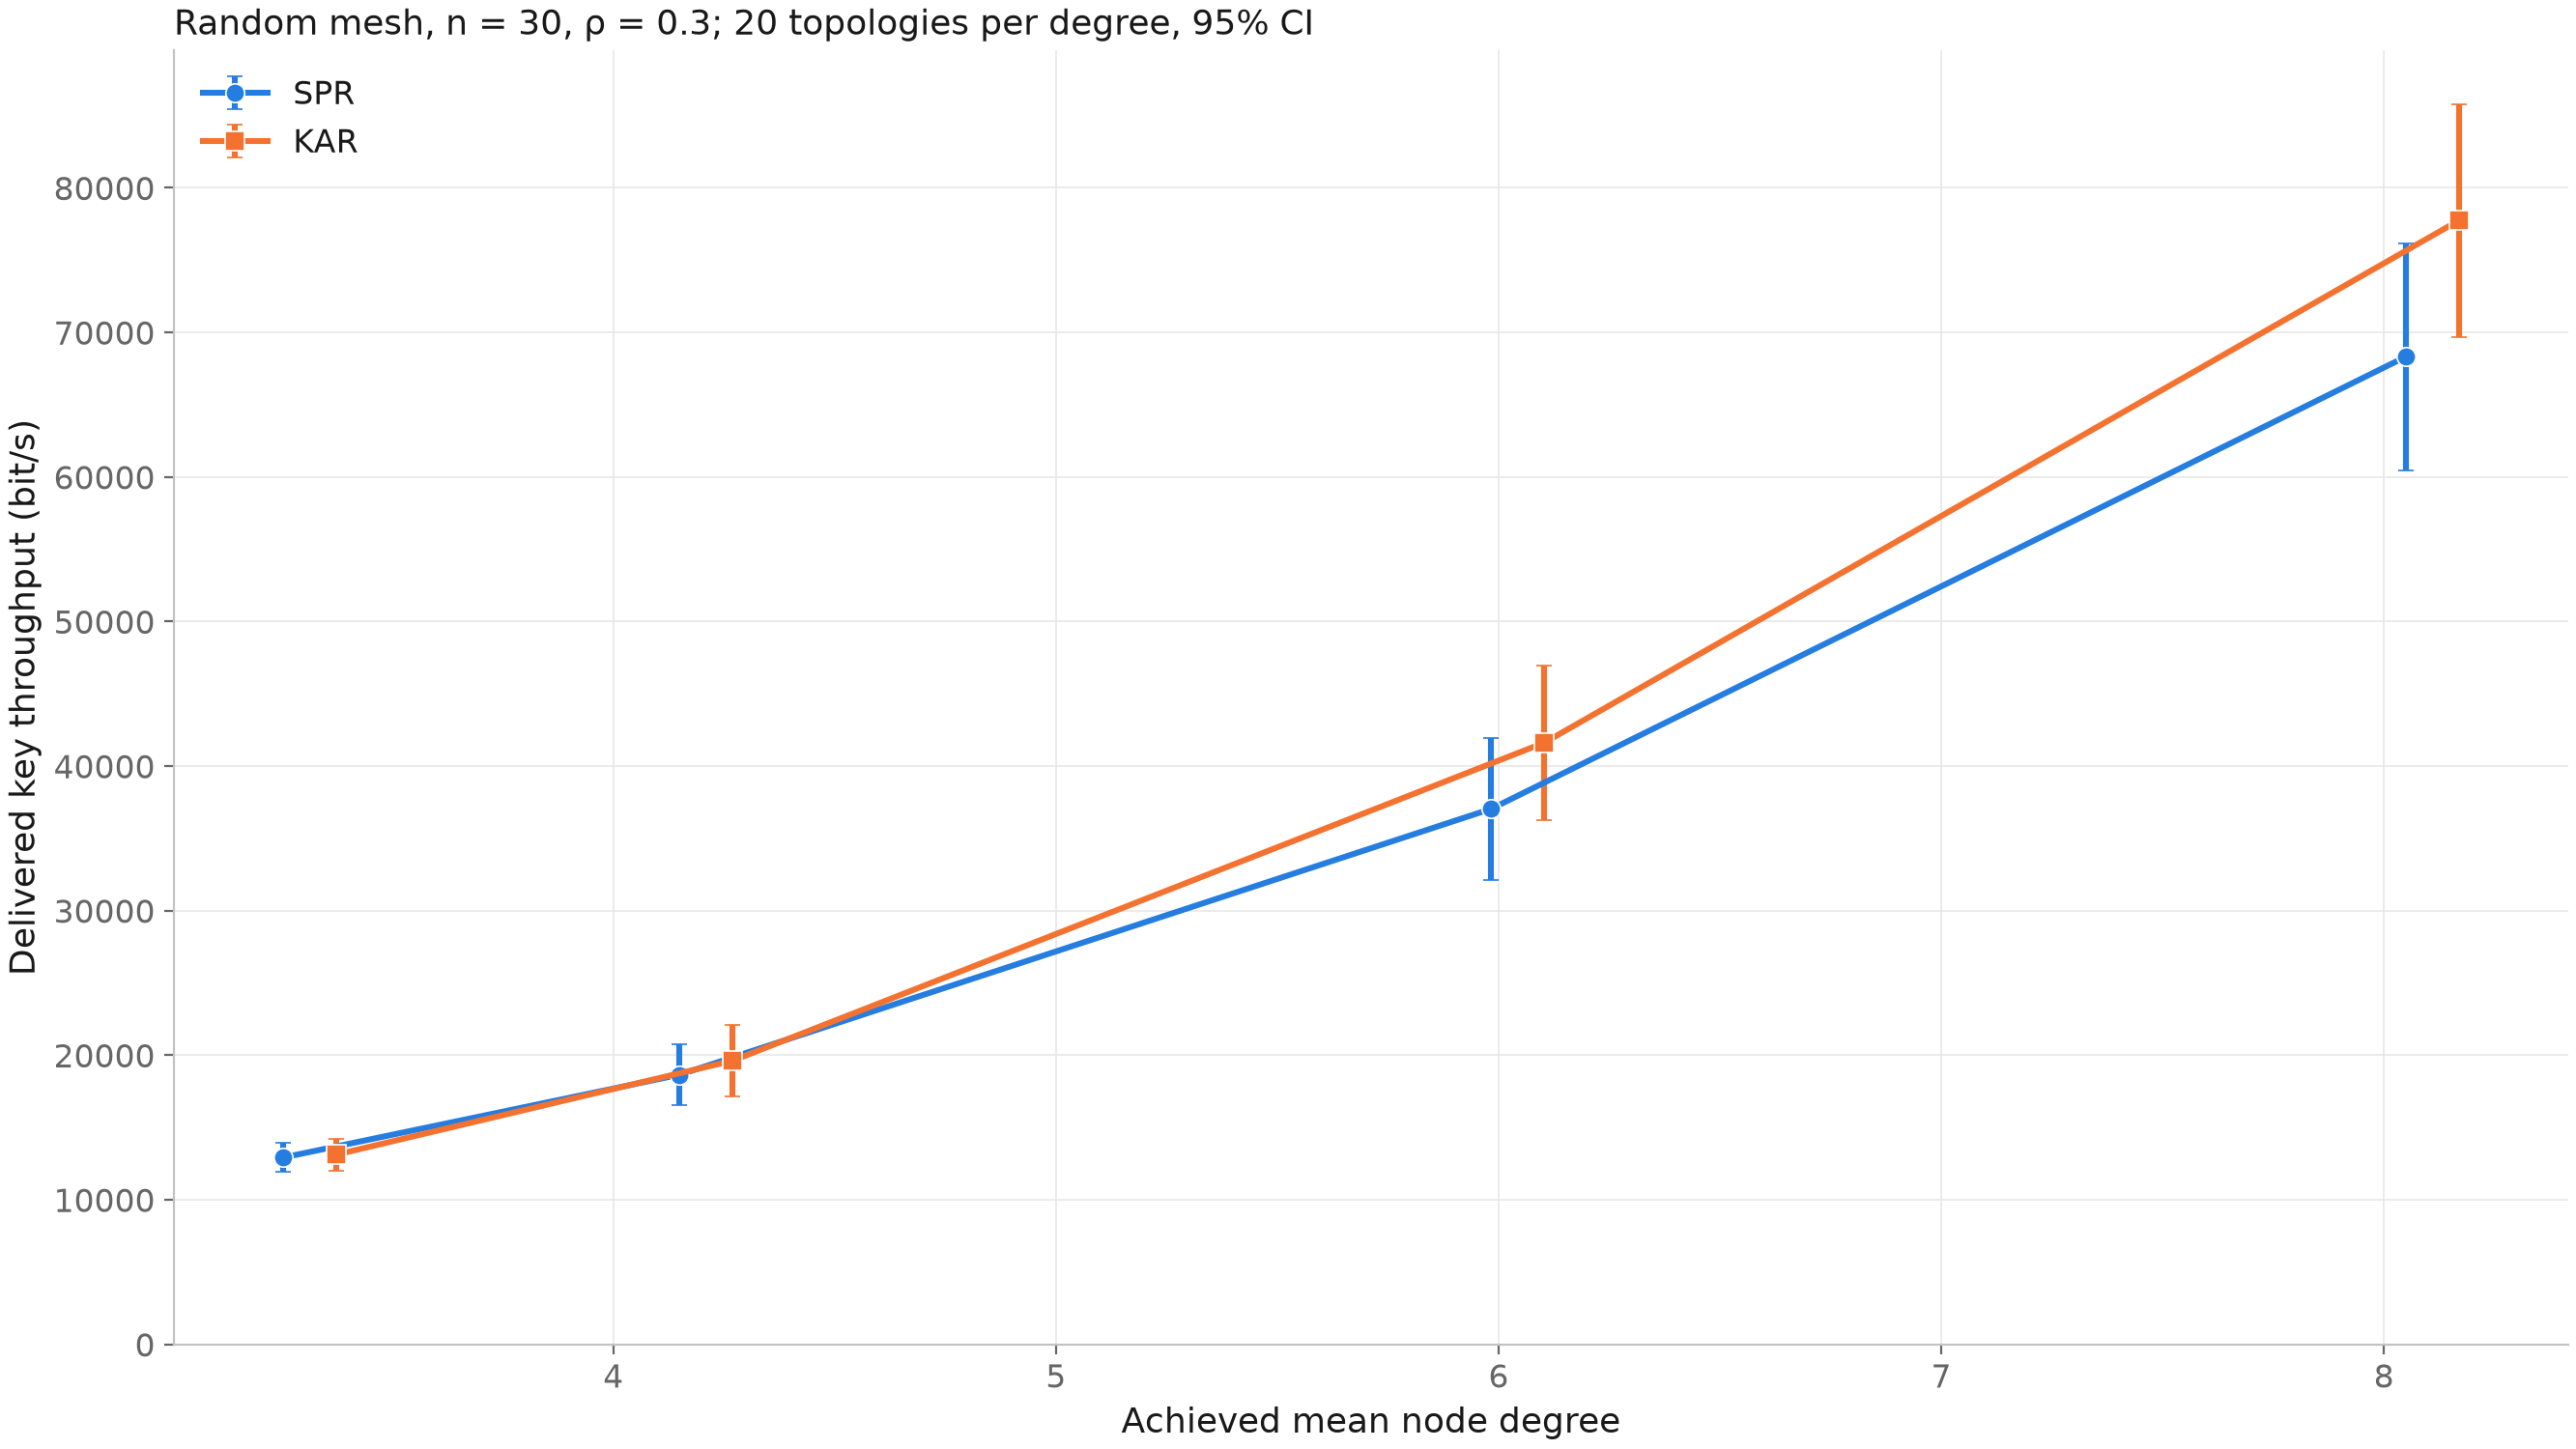 Random mesh, n = 30, ρ = 0.3; 20 topologies per degree, 95% CI
SPR
KAR
Delivered key throughput (bit/s)
80000
70000
60000
50000
40000
30000
20000
10000
0
4 5 6 7 8
Achieved mean node degree